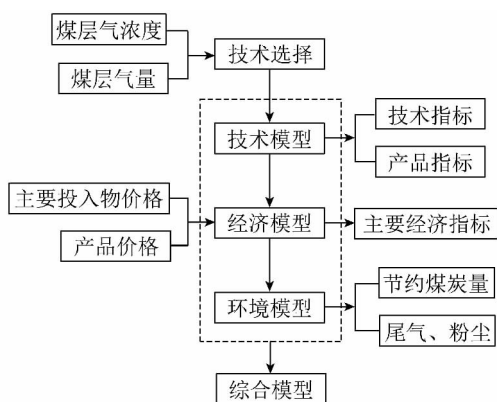 煤层气浓度
技术选择
煤层气量
技术指标
技术模型
产品指标
主要投入物价格
经济模型
主要经济指标
产品价格
节约煤炭量
环境模型
尾气、粉尘
综合模型